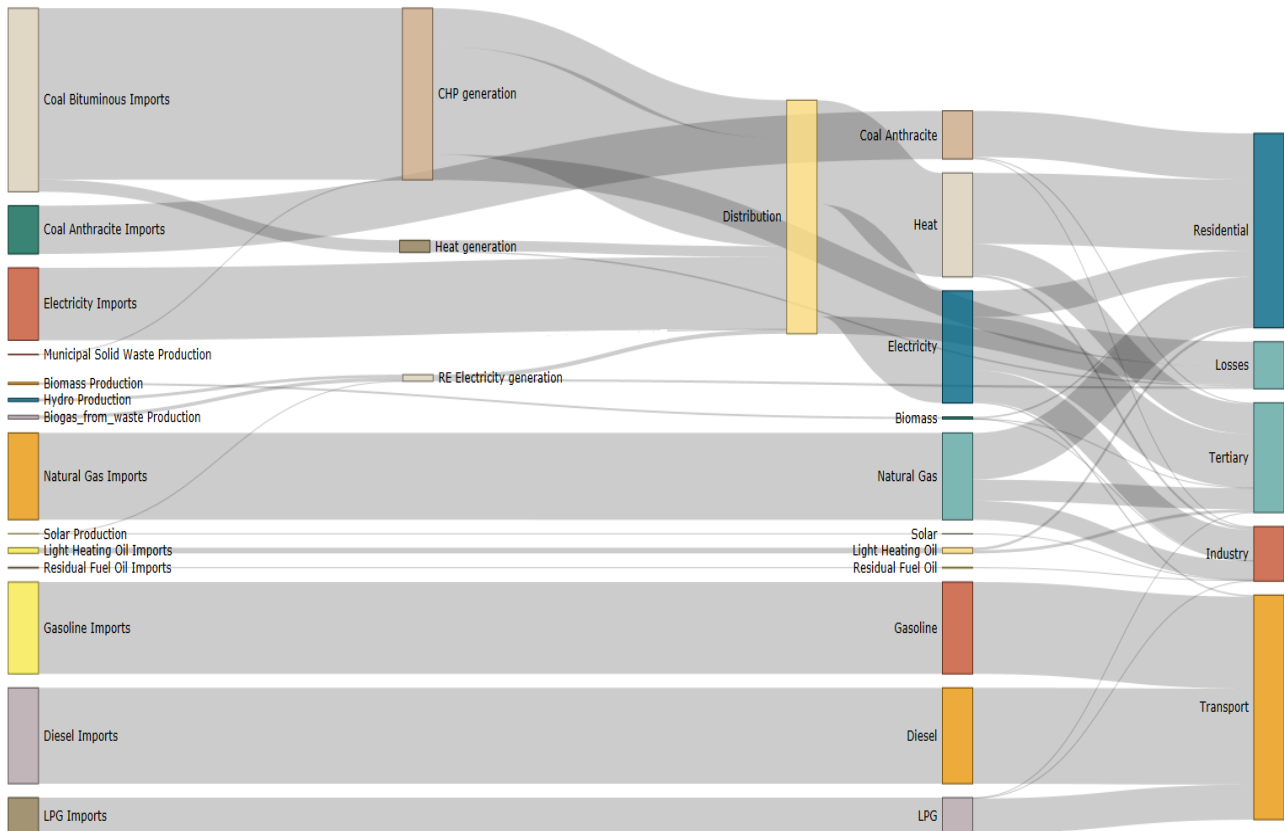 Coal Bituminous Imports
Coal Anthracite Imports
Electricity Imports
Municipal Solid Waste Production
Biomass Production
Hydro Production
Biogas_from_waste Production
Natural Gas Imports
Solar Production
Light Heating Oil Imports
Residual Fuel Oil Imports
Gasoline Imports
Diesel Imports
LPG Imports
CHP generation
Heat generation
RE Electricity generation
Distribution
Coal Anthracite
Heat
Electricity
Biomass
Natural Gas
Solar
Light Heating Oil
Residual Fuel Oil
Gasoline
Diesel
LPG
Residential
Losses
Tertiary
Industry
Transport